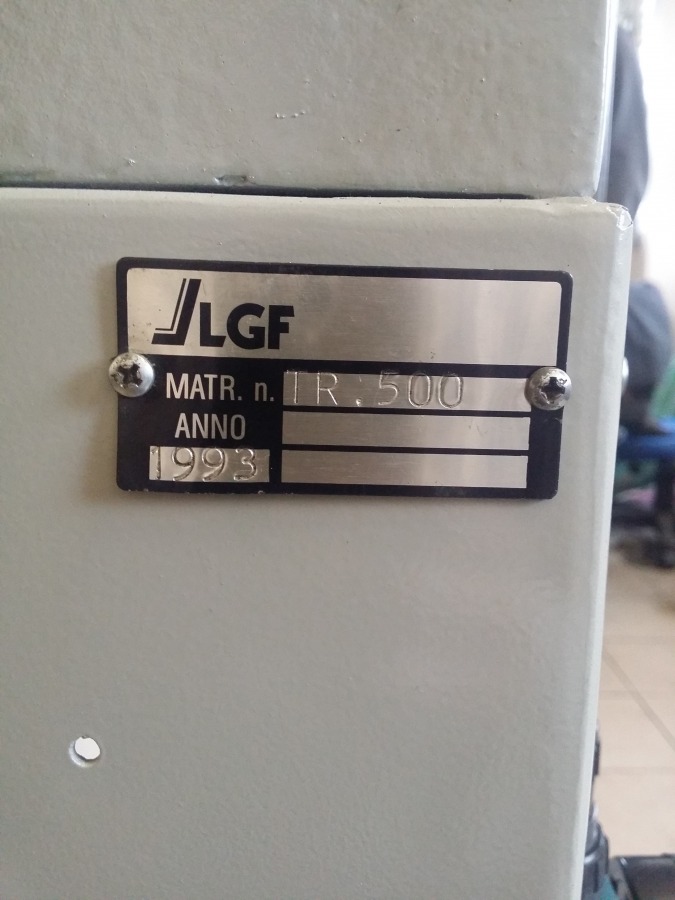 LGF
MATR. n. TR.500
ANNO
1993